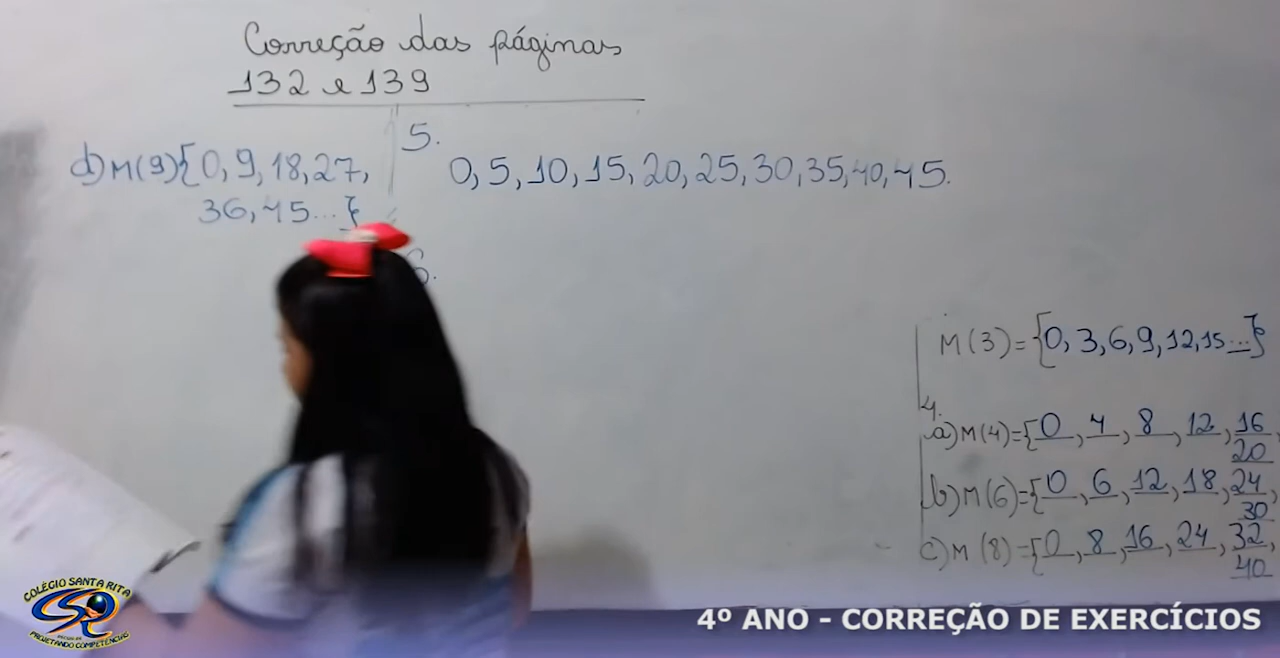 Correção das páginas
132 e 139
d) M(9){0, 9, 18, 27,
36, 45...}
5.
0, 5, 10, 15, 20, 25, 30, 35, 40, 45.
6.
M(3)={0, 3, 6, 9, 12, 15...}
4.
a) M(4)={0, 4, 8, 12, 16,
20
b) M(6)={0, 6, 12, 18, 24,
30
c) M(8)={0, 8, 16, 24, 32,
40
COLÉGIO SANTA RITA
PROJETANDO COMPETÊNCIAS
4º ANO - CORREÇÃO DE EXERCÍCIOS